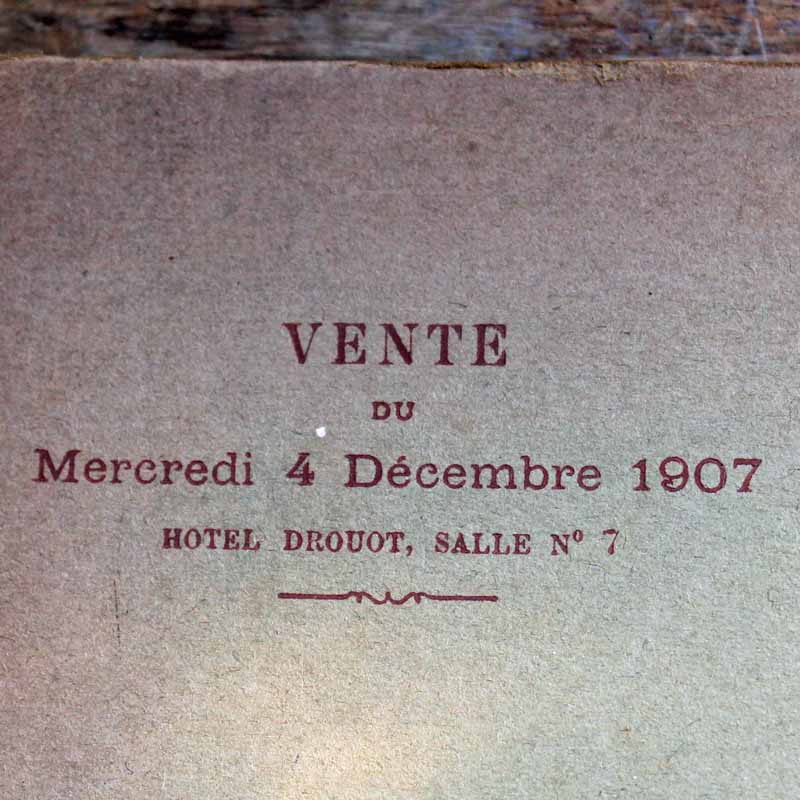 VENTE
DU
Mercredi 4 Décembre 1907
HOTEL DROUOT, SALLE Nº 7